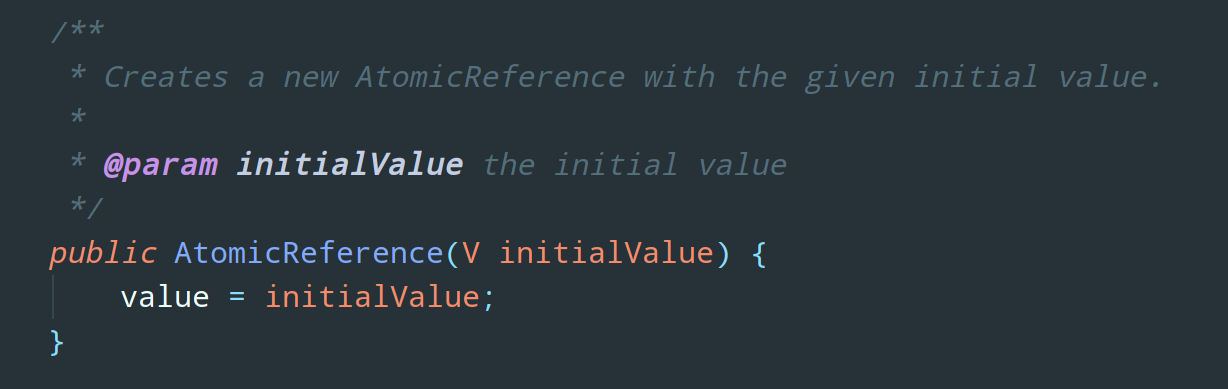 /**
 * Creates a new AtomicReference with the given initial value.
 *
 * @param initialValue the initial value
 */
public AtomicReference(V initialValue) {
    value = initialValue;
}